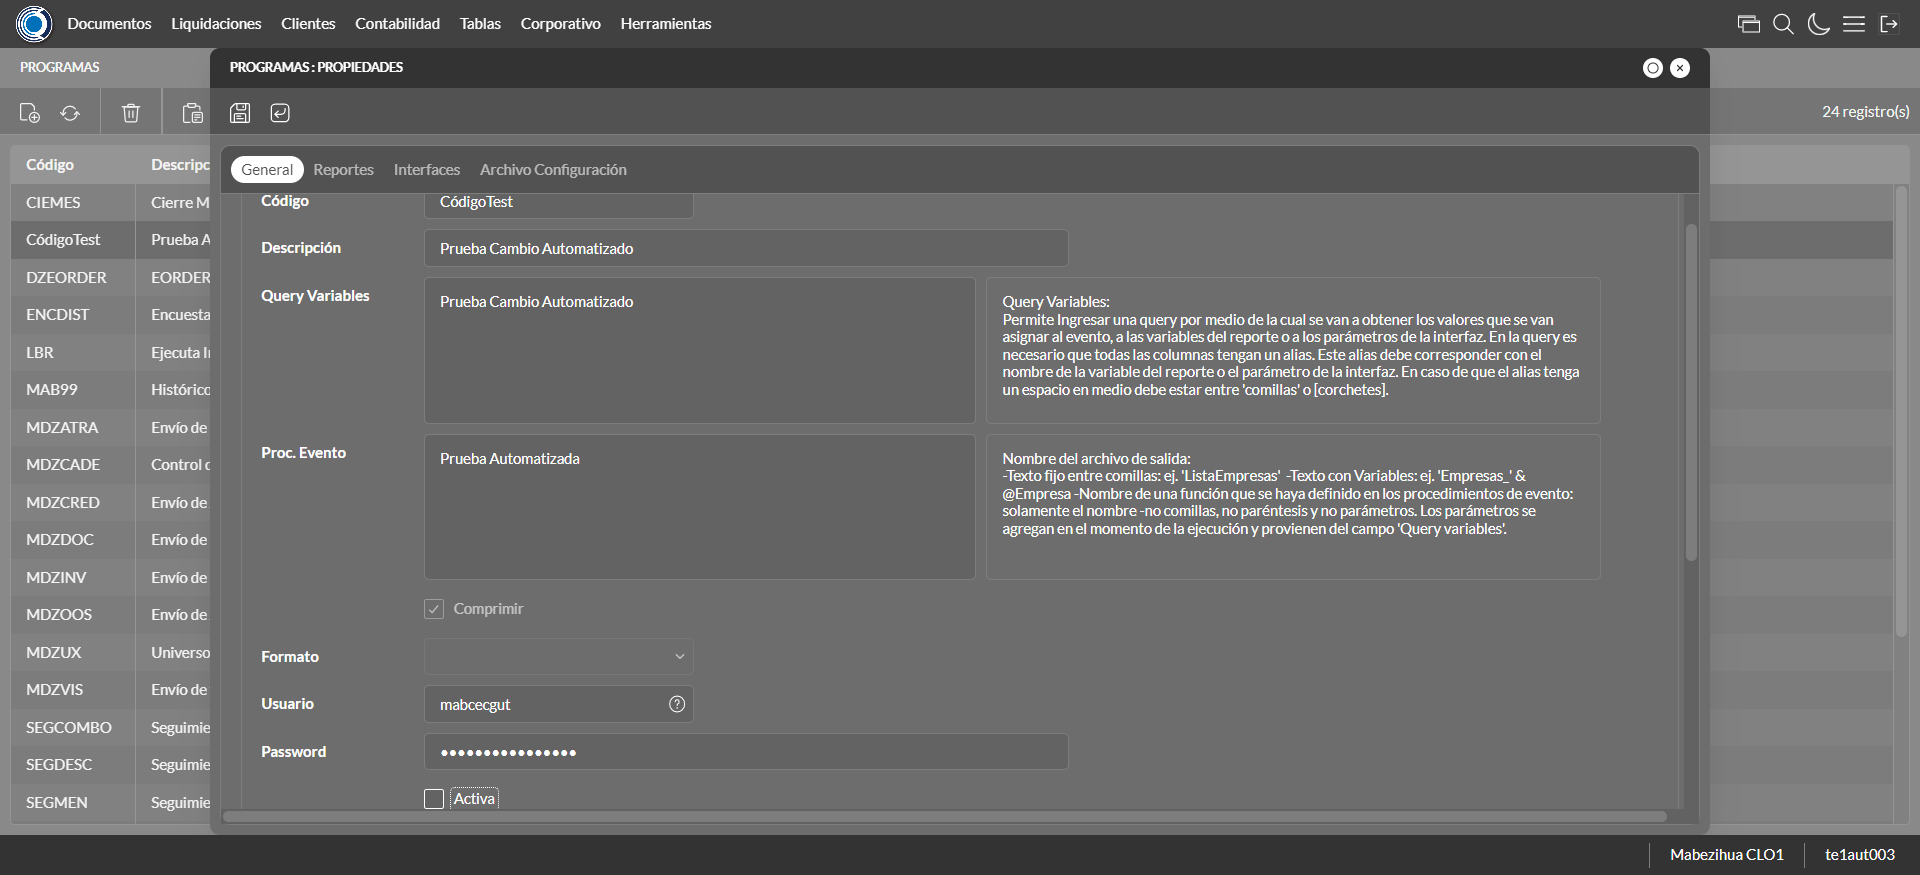 Documentos Liquidaciones Clientes Contabilidad Tablas Corporativo Herramientas
PROGRAMAS
PROGRAMAS : PROPIEDADES
24 registro(s)
General Reportes Interfaces Archivo Configuración
Código Descripc
CIEMES Cierre M
CódigoTest Prueba A
DZEORDER EORDER
ENCDIST Encuesta
LBR Ejecuta
MAB99 Histórico
MDZATRA Envío de
MDZCADE Control
MDZCRED Envío de
MDZDOC Envío de
MDZINV Envío de
MDZOOS Envío de
MDZUX Universo
MDZVIS Envío de
SEGCOMBO Seguimie
SEGDESC Seguimie
SEGMEN Seguimie
Código CódigoTest
Descripción Prueba Cambio Automatizado
Query Variables Prueba Cambio Automatizado
Query Variables:
Permite Ingresar una query por medio de la cual se van a obtener los valores que se van
asignar al evento, a las variables del reporte o a los parámetros de la interfaz. En la query es
necesario que todas las columnas tengan un alias. Este alias debe corresponder con el
nombre de la variable del reporte o el parámetro de la interfaz. En caso de que el alias tenga
un espacio en medio debe estar entre 'comillas' o [corchetes].
Proc. Evento Prueba Automatizada
Nombre del archivo de salida:
-Texto fijo entre comillas: ej. 'ListaEmpresas' -Texto con Variables: ej. 'Empresas_' &
@Empresa -Nombre de una función que se haya definido en los procedimientos de evento:
solamente el nombre -no comillas, no paréntesis y no parámetros. Los parámetros se
agregan en el momento de la ejecución y provienen del campo 'Query variables'.
Comprimir
Formato
Usuario mabcecgut
Password ••••••••••••••••
Activa
Mabezihua CLO1 te1aut003